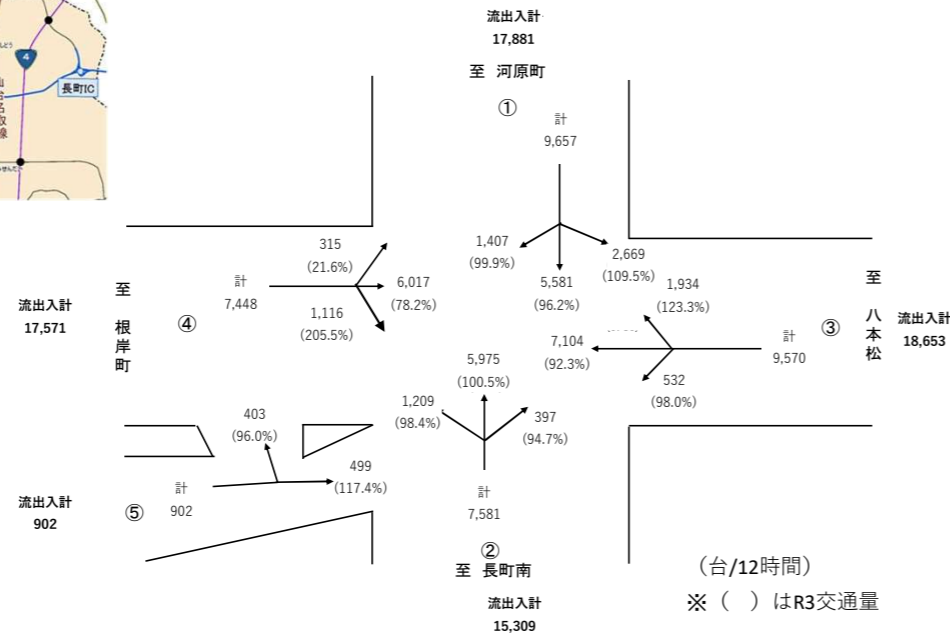 4
長町IC
流出入計
17,881
至 河原町
①
計
9,657
1,407
(99.9%)
5,581
(96.2%)
2,669
(109.5%)
315
(21.6%)
計
7,448
6,017
(78.2%)
1,116
(205.5%)
至 根岸町
④
流出入計
17,571
1,934
(123.3%)
7,104
(92.3%)
計
9,570
532
(98.0%)
③
至 八本松
流出入計
18,653
5,975
(100.5%)
1,209
(98.4%)
397
(94.7%)
計
7,581
②
至 長町南
流出入計
15,309
403
(96.0%)
499
(117.4%)
計
902
⑤
流出入計
902
(台/12時間)
※( )はR3交通量